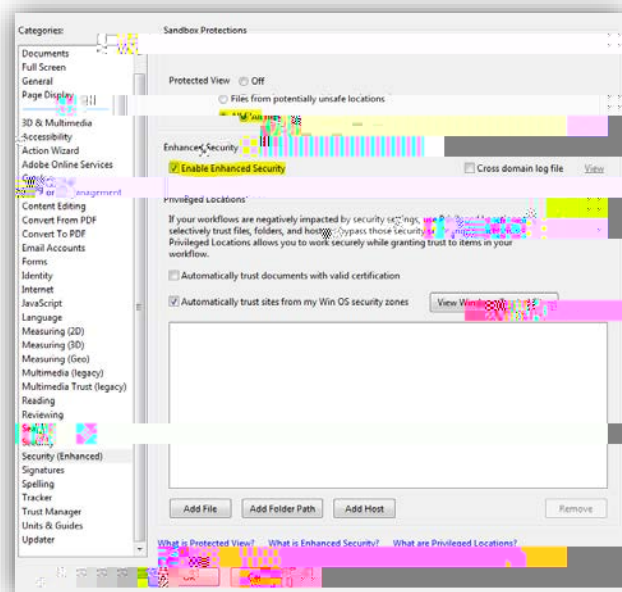 Categories:
Documents
Full Screen
General
Page Display
3D & Multimedia
Accessibility
Action Wizard
Adobe Online Services
Content Editing
Convert From PDF
Convert To PDF
Email Accounts
Forms
Identity
Internet
JavaScript
Language
Measuring (2D)
Measuring (3D)
Measuring (Geo)
Multimedia (legacy)
Multimedia Trust (legacy)
Reading
Reviewing
Security
Security (Enhanced)
Signatures
Spelling
Tracker
Trust Manager
Units & Guides
Updater
Sandbox Protections
Protected View Off
Files from potentially unsafe locations
Enhanced Security
Enable Enhanced Security Cross domain log file View
Privileged Locations
If your workflows are negatively impacted by security settings, use
selectively trust files, folders, and hosts bypass those security
Privileged Locations allows you to work securely while granting trust to items in your
workflow.
Automatically trust documents with valid certification
Automatically trust sites from my Win OS security zones View
Add File Add Folder Path Add Host Remove
What is Protected View? What is Enhanced Security? What are Privileged Locations?
OK